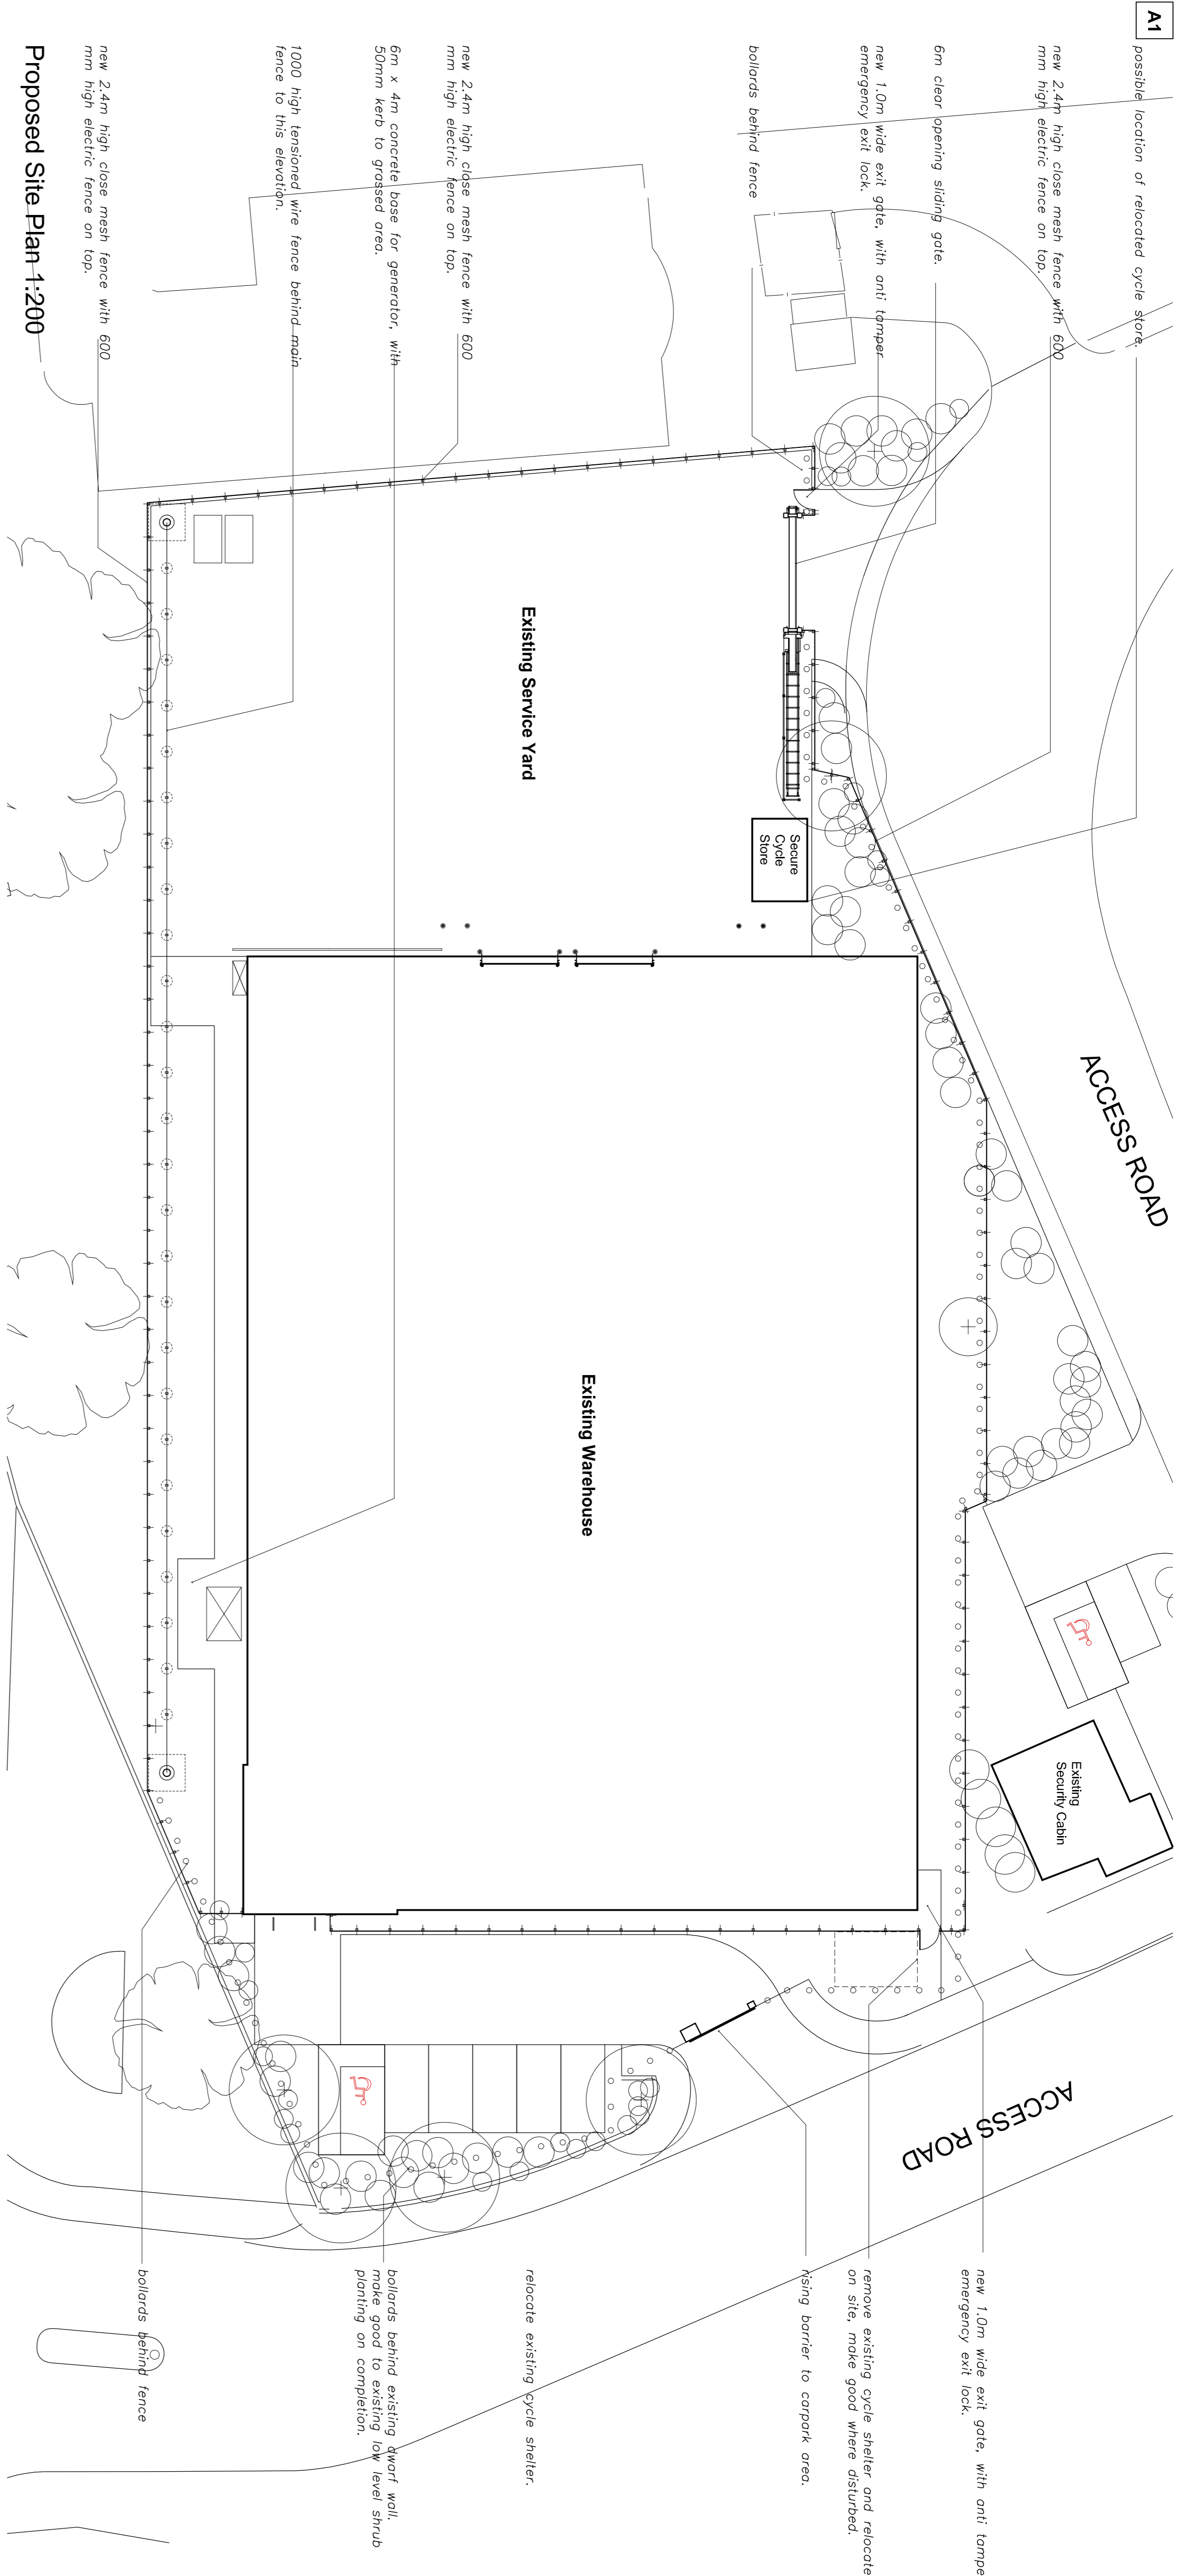 A1
possible location of relocated cycle store.
new 2.4m high close mesh fence with 600
mm high electric fence on top.
6m clear opening sliding gate.
new 1.0m wide exit gate, with anti tamper
emergency exit lock.
bollards behind fence
new 2.4m high close mesh fence with 600
mm high electric fence on top.
6m x 4m concrete base for generator, with
50mm kerb to grassed area.
1000 high tensioned wire fence behind main
fence to this elevation.
new 2.4m high close mesh fence with 600
mm high electric fence on top.
Proposed Site Plan 1:200
Existing Service Yard
Secure
Cycle
Store
ACCESS ROAD
Existing Warehouse
Existing
Security Cabin
ACCESS ROAD
new 1.0m wide exit gate, with anti tampe
emergency exit lock.
remove existing cycle shelter and relocate
on site, make good where disturbed.
rising barrier to carpark area.
relocate existing cycle shelter.
bollards behind existing dwarf wall.
make good to existing low level shrub
planting on completion.
bollards behind fence